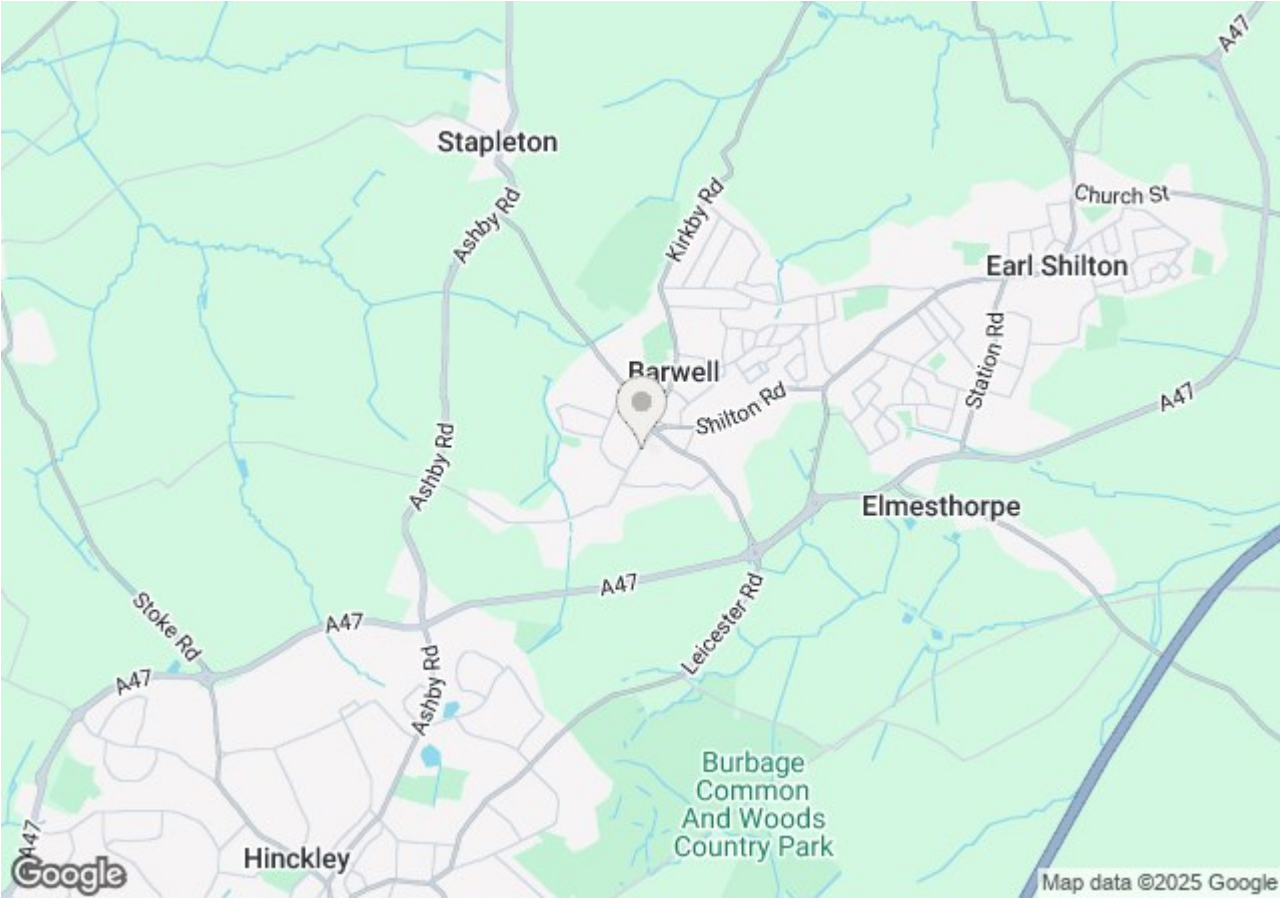 A47
Stapleton
Kirkby Rd
Church St
Ashby Rd
Earl Shilton
Station Rd
Barwell
Shilton Rd
A47
Ashby Rd
Elmesthorpe
A47
Stoke Rd
A47
Leicester Rd
A47
Ashby Rd
Burbage
Common
And Woods
Country Park
A47
Hinckley
Google
Map data ©2025 Google